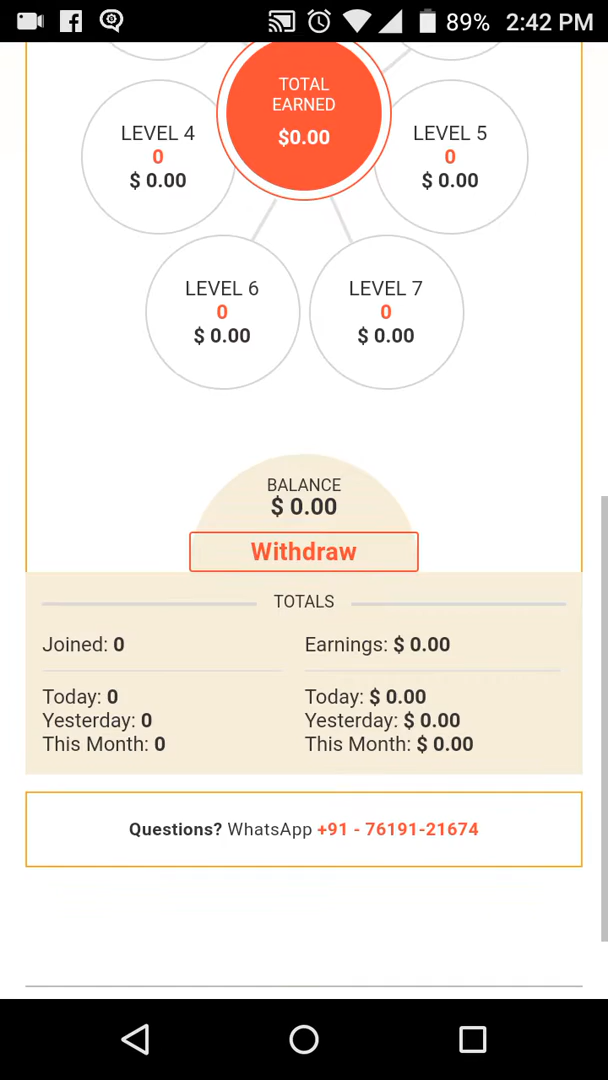 89% 2:42 PM
TOTAL
EARNED
$0.00
LEVEL 4
0
$ 0.00
LEVEL 5
0
$ 0.00
LEVEL 6
0
$ 0.00
LEVEL 7
0
$ 0.00
BALANCE
$ 0.00
Withdraw
TOTALS
Joined: 0
Earnings: $ 0.00
Today: 0
Yesterday: 0
This Month: 0
Today: $ 0.00
Yesterday: $ 0.00
This Month: $ 0.00
Questions? WhatsApp +91 - 76191-21674